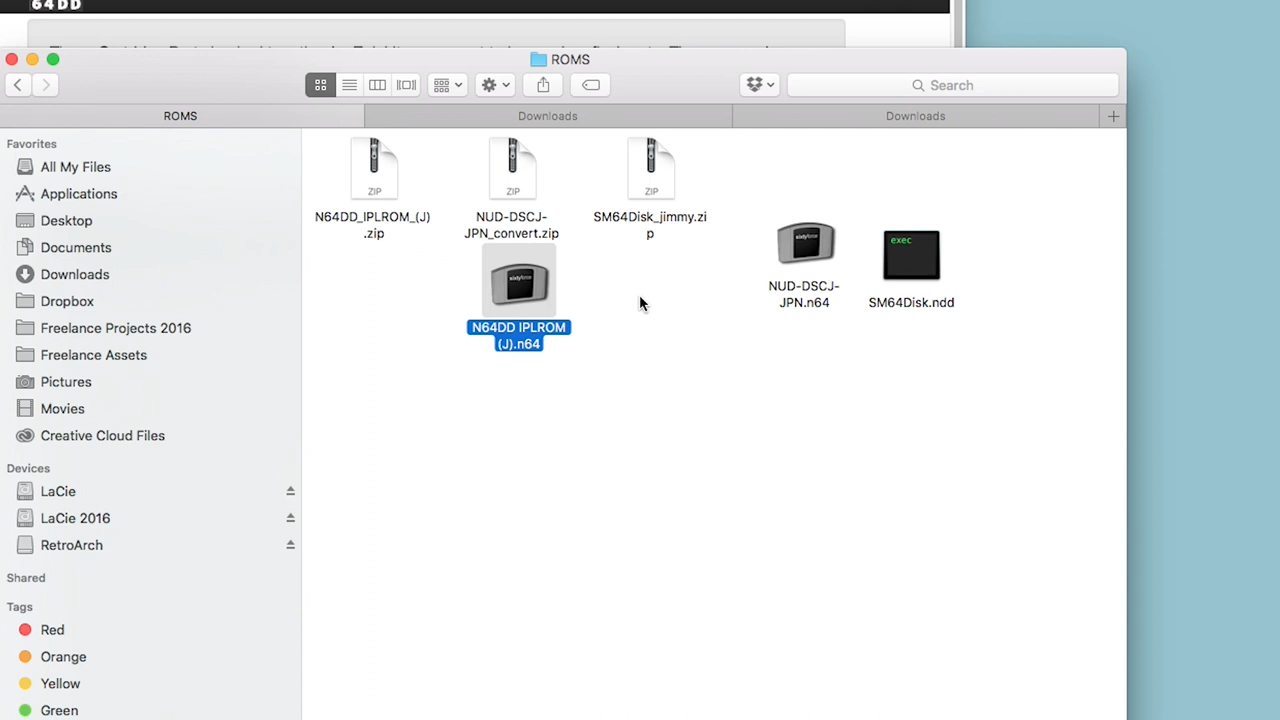 64DD
ROMS
Search
ROMS
Downloads
Downloads
+
Favorites
All My Files
Applications
Desktop
Documents
Downloads
Dropbox
Freelance Projects 2016
Freelance Assets
Pictures
Movies
Creative Cloud Files
Devices
LaCie
LaCie 2016
RetroArch
Shared
Tags
Red
Orange
Yellow
Green
ZIP
N64DD_IPLROM_(J)
.zip
ZIP
NUD-DSCJ-
JPN_convert.zip
ZIP
SM64Disk_jimmy.zi
p
sixtyforce
N64DD IPLROM
(J).n64
sixtyforce
NUD-DSCJ-
JPN.n64
exec
SM64Disk.ndd